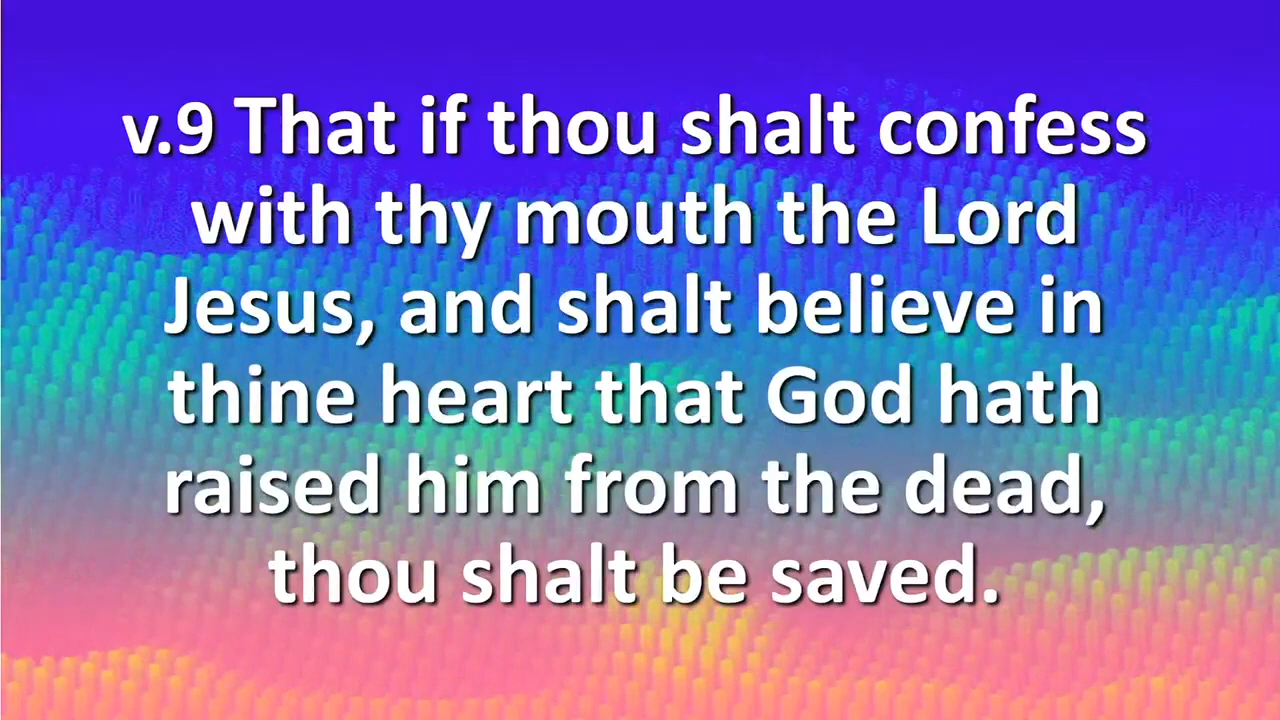 v.9 That if thou shalt confess
with thy mouth the Lord
Jesus, and shalt believe in
thine heart that God hath
raised him from the dead,
thou shalt be saved.